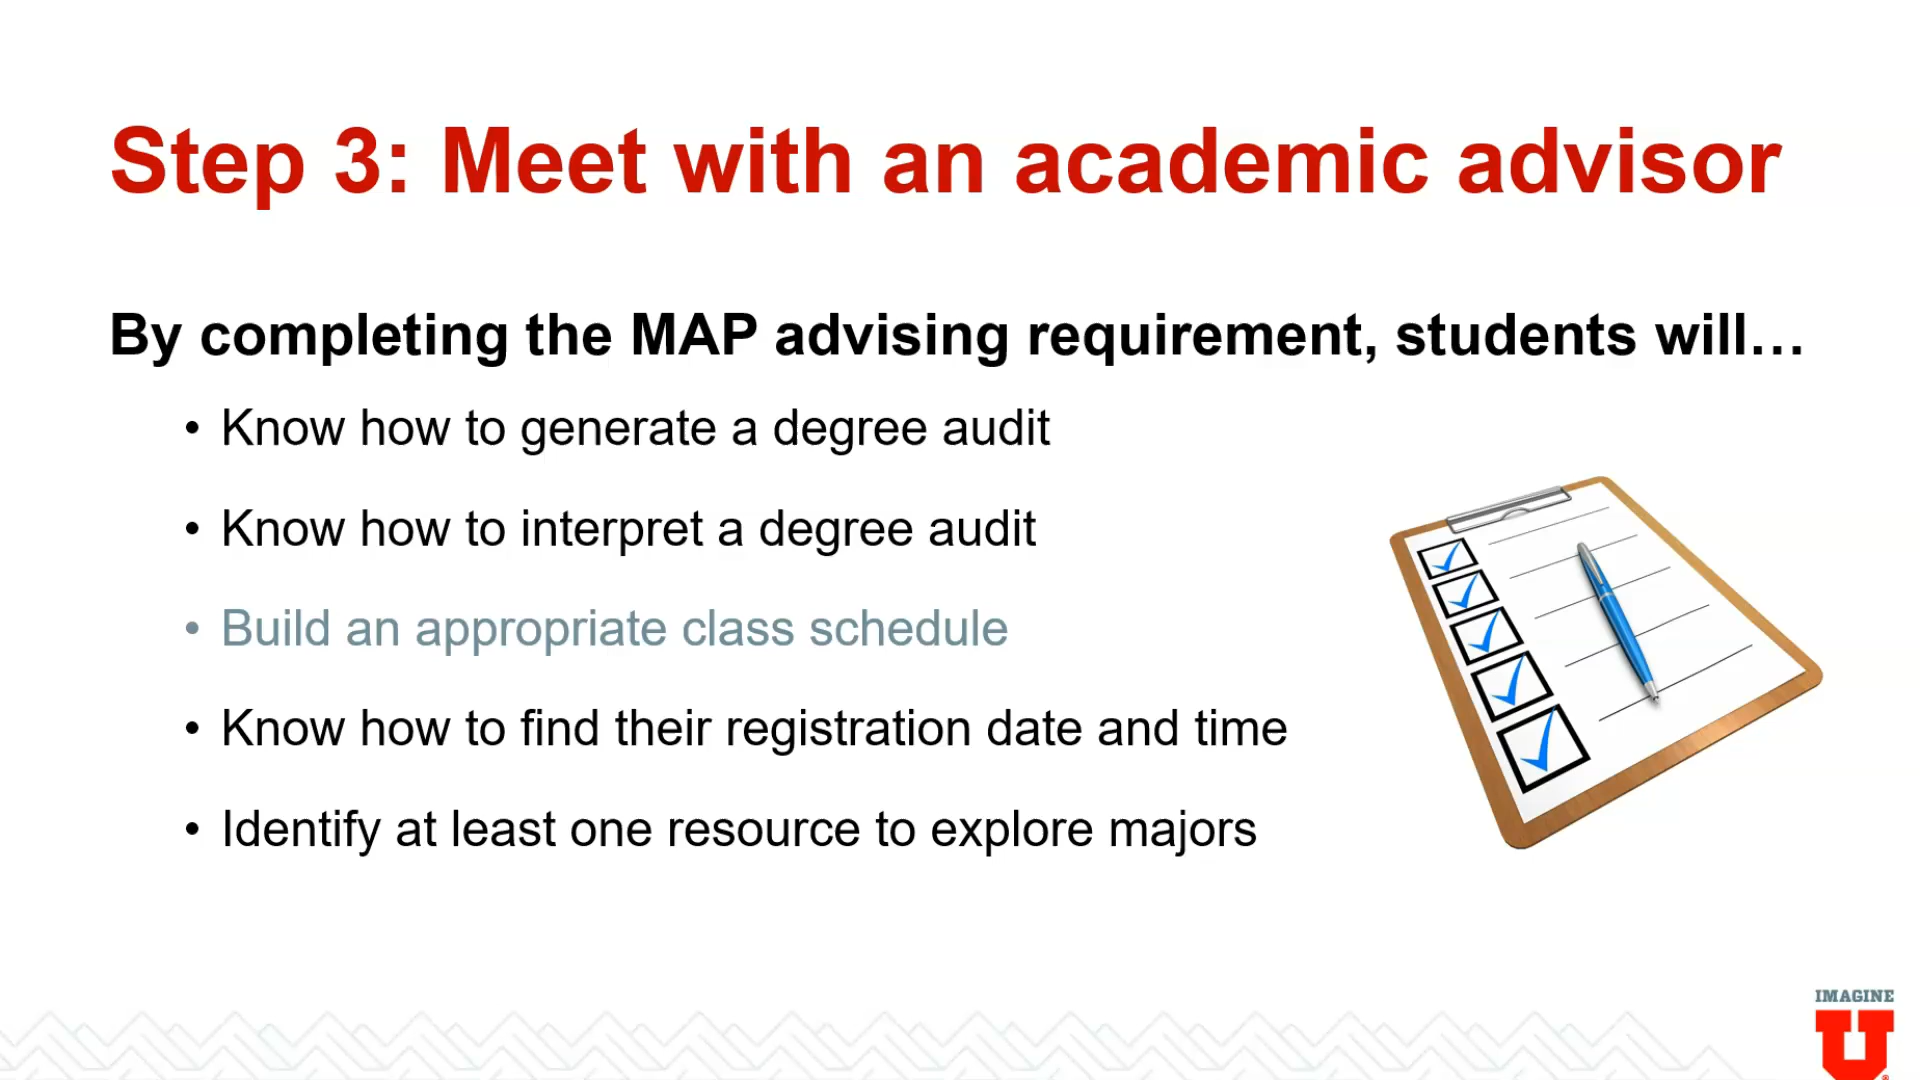 Step 3: Meet with an academic advisor
By completing the MAP advising requirement, students will…
• Know how to generate a degree audit
• Know how to interpret a degree audit
• Build an appropriate class schedule
• Know how to find their registration date and time
• Identify at least one resource to explore majors
IMAGINE
U